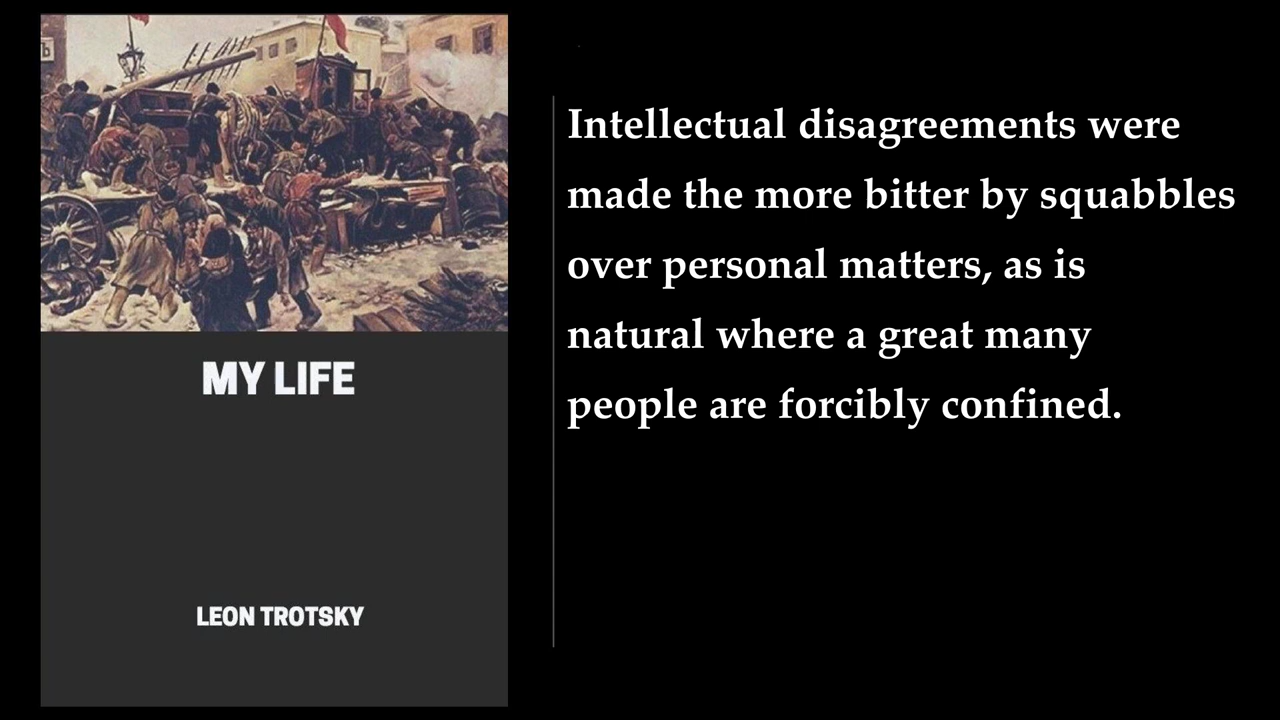 MY LIFE
LEON TROTSKY
Intellectual disagreements were
made the more bitter by squabbles
over personal matters, as is
natural where a great many
people are forcibly confined.